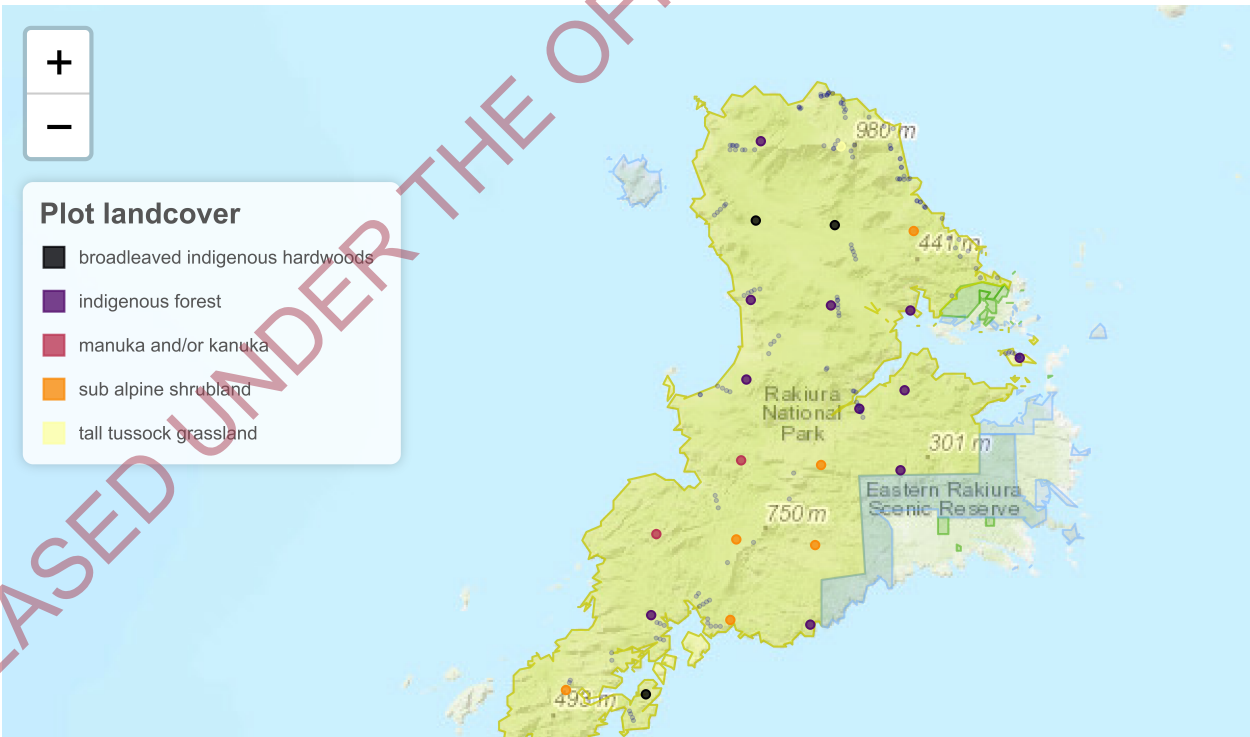 +
−
Plot landcover
broadleaved indigenous hardwoods
indigenous forest
manuka and/or kanuka
sub alpine shrubland
tall tussock grassland
980 m
441 m
Rakiura
National
Park
301 m
Eastern Rakiura
Scenic Reserve
750 m
493 m
ASED UNDER THE OF